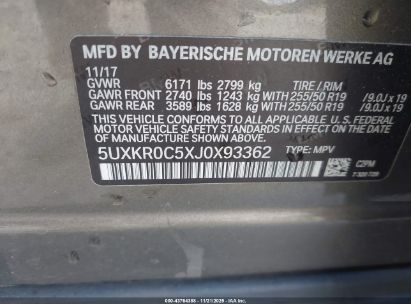 MFD BY BAYERISCHE MOTOREN WERKE AG
11/17
GVWR 6171 lbs 2799 kg TIRE / RIM
GAWR FRONT 2740 lbs 1243 kg 255/50 R19 /9.0J x 19
GAWR REAR 3589 lbs 1628 kg 255/50 R19 /9.0J x 19
THIS VEHICLE CONFORMS TO ALL APPLICABLE U.S. FEDERAL
MOTOR VEHICLE SAFETY STANDARDS IN EFFECT ON
THE DATE OF MANUFACTURE SHOWN ABOVE.
5UXKR0C5XJ0X93362 TYPE: MPV
C2PM